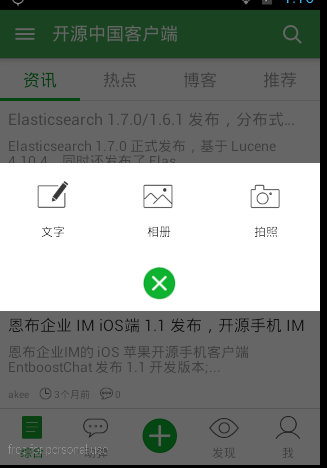 开源中国客户端
资讯 热点 博客 推荐
Elasticsearch 1.7.0/1.6.1 发布，分布式...
Elasticsearch 1.7.0 正式发布，基于 Lucene
4.10.4，同时还发布了 Elas
文字 相册 拍照
恩布企业 IM iOS端 1.1 发布，开源手机 IM
恩布企业IM的 iOS 苹果开源手机客户端
EntboostChat 发布 1.1 开发版本;...
akee 3个月前 0
综合 动弹 发现 我